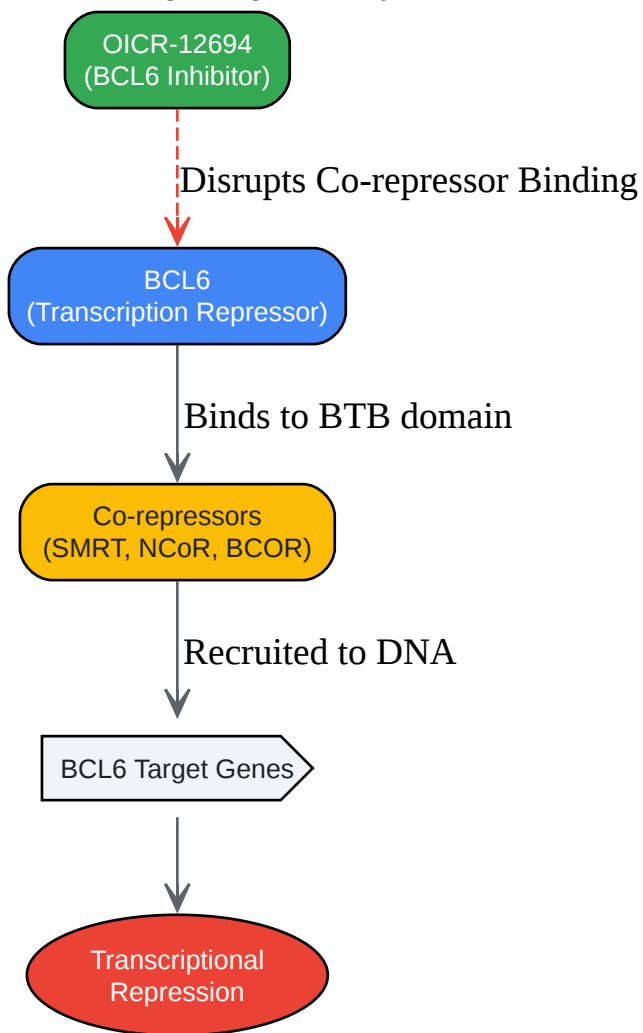 OICR-12694
(BCL6 Inhibitor)
Disrupts Co-repressor Binding
BCL6
(Transcription Repressor)
Binds to BTB domain
Co-repressors
(SMRT, NCoR, BCOR)
Recruited to DNA
BCL6 Target Genes
Transcriptional
Repression